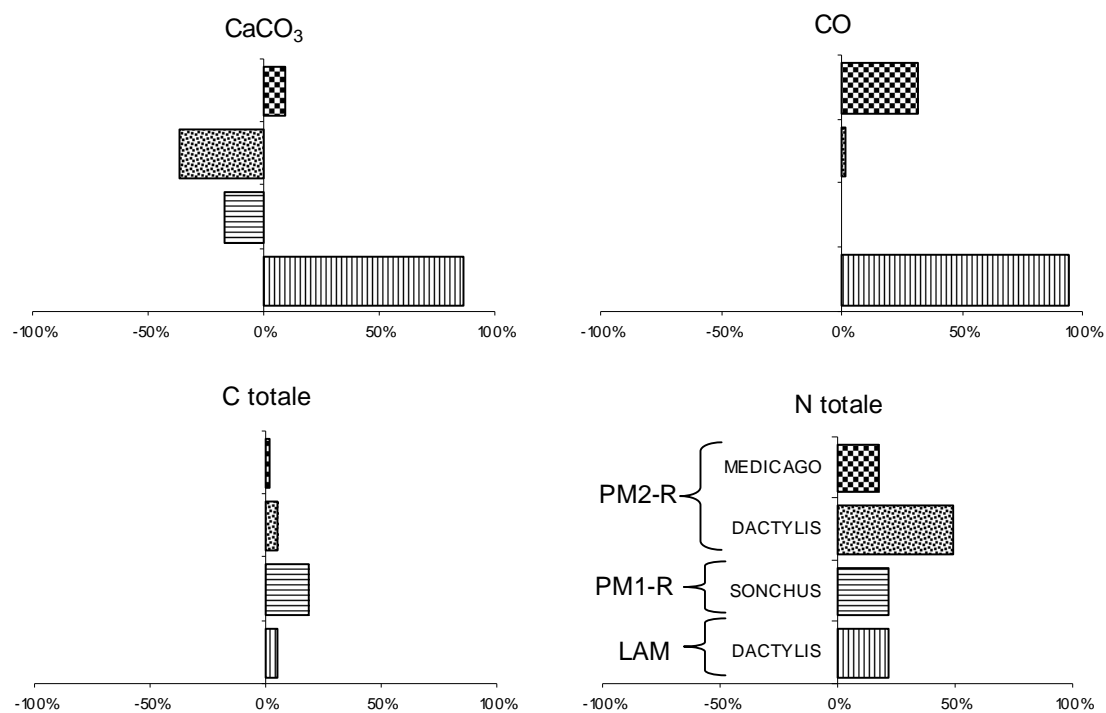 CaCO₃
-100% -50% 0% 50% 100%
CO
-100% -50% 0% 50% 100%
C totale
-100% -50% 0% 50% 100%
N totale
PM2-R
MEDICAGO
DACTYLIS
PM1-R
SONCHUS
LAM
DACTYLIS
-100% -50% 0% 50% 100%